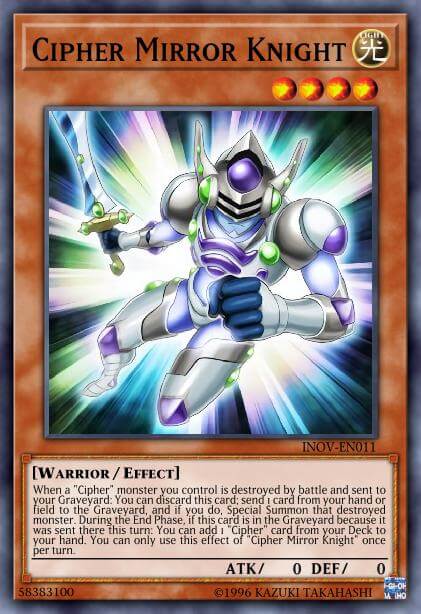 CIPHER MIRROR KNIGHT
LIGHT
光
INOV-EN011
[WARRIOR / EFFECT]
When a "Cipher" monster you control is destroyed by battle and sent to
your Graveyard: You can discard this card; send 1 card from your hand or
field to the Graveyard, and if you do, Special Summon that destroyed
monster. During the End Phase, if this card is in the Graveyard because it
was sent there this turn: You can add 1 "Cipher" card from your Deck to
your hand. You can only use this effect of "Cipher Mirror Knight" once
per turn.
ATK/ 0 DEF/ 0
58383100 ©1996 KAZUKI TAKAHASHI